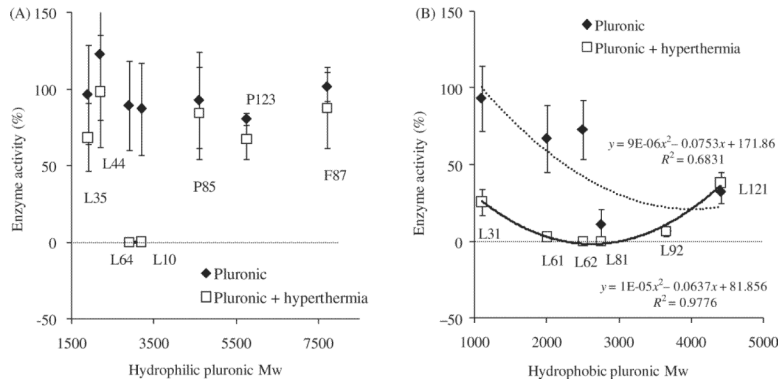 (A)
150
100
50
0
-50
Enzyme activity (%)
L35
L44
L64
L10
P85
P123
F87
Pluronic
Pluronic + hyperthermia
1500 3500 5500 7500
Hydrophilic pluronic Mw
(B)
150
100
50
0
-50
Enzyme activity (%)
Pluronic
Pluronic + hyperthermia
y = 9E-06x² – 0.0753x + 171.86
R² = 0.6831
L31
L61
L62
L81
L92
L121
y = 1E-05x² – 0.0637x + 81.856
R² = 0.9776
1000 2000 3000 4000 5000
Hydrophobic pluronic Mw